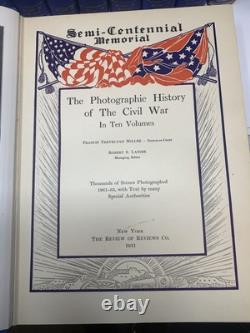 Semi-Centennial
Memorial
The Photographic History
of The Civil War
In Ten Volumes
Francis Trevelyan Miller - Editor-in-Chief
Robert S. Lanier
Managing Editor
Thousands of Scenes Photographed
1861-65, with Text by many
Special Authorities
New York
The Review of Reviews Co.
1911
© 112